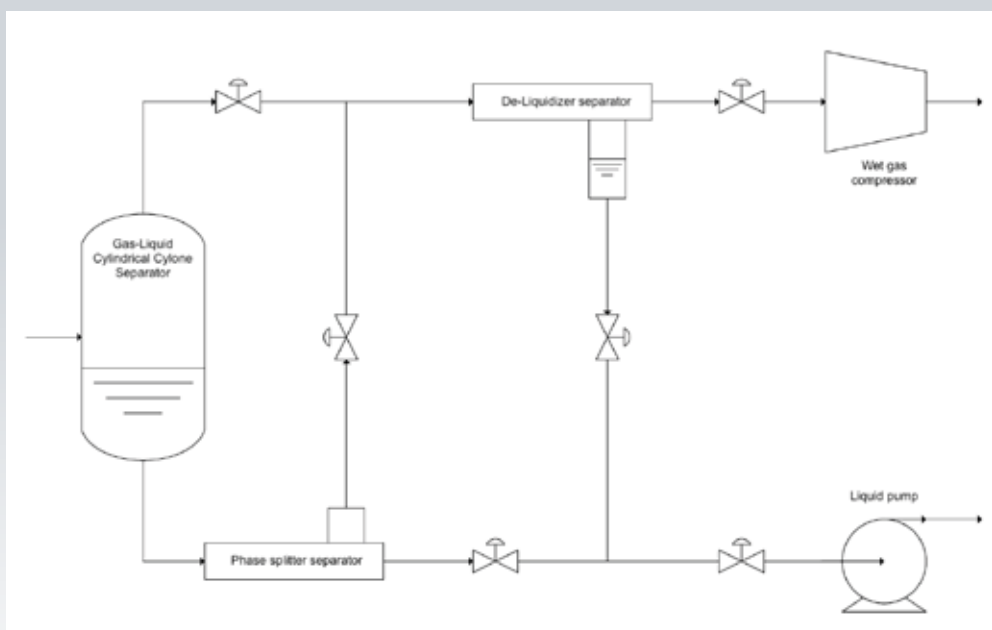 De-Liquidizer separator
Wet gas
compressor
Gas-Liquid
Cylindrical Cylone
Separator
Liquid pump
Phase splitter separator